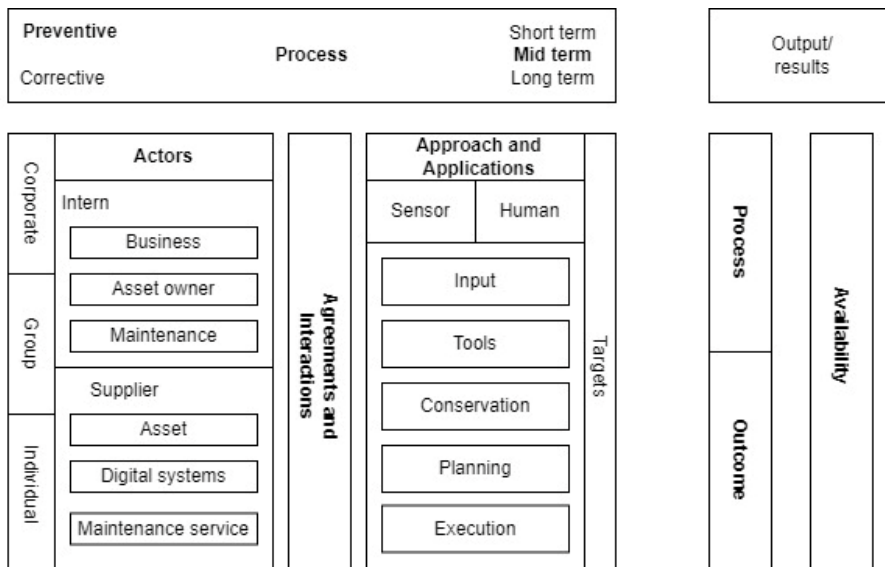 Preventive
Corrective
Process
Short term
Mid term
Long term
Output/
results
Corporate
Group
Individual
Actors
Intern
Business
Asset owner
Maintenance
Supplier
Asset
Digital systems
Maintenance service
Agreements and
Interactions
Approach and
Applications
Sensor
Human
Input
Tools
Conservation
Planning
Execution
Targets
Process
Outcome
Availability